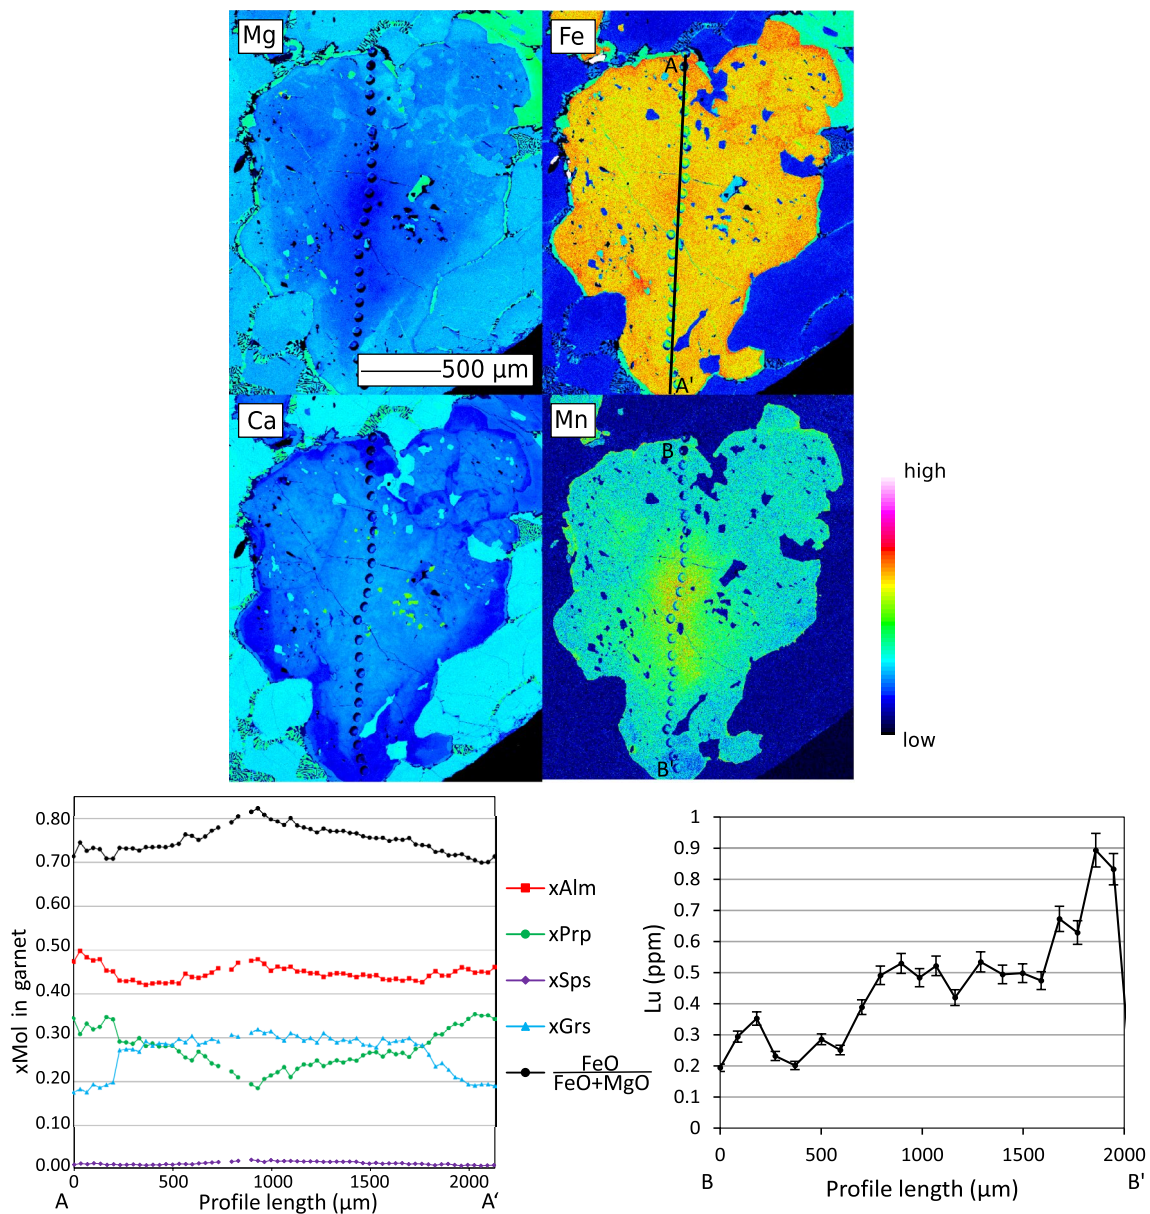 Mg
Fe
A
500 μm
A'
Ca
Mn
B
B'
high
low
xMol in garnet
0.80
0.70
0.60
0.50
0.40
0.30
0.20
0.10
0.00
0
500
1000
1500
2000
A
Profile length (μm)
A‘
xAlm
xPrp
xSps
xGrs
FeO
FeO+MgO
Lu (ppm)
1
0.9
0.8
0.7
0.6
0.5
0.4
0.3
0.2
0.1
0
0
500
1000
1500
2000
B
Profile length (μm)
B'